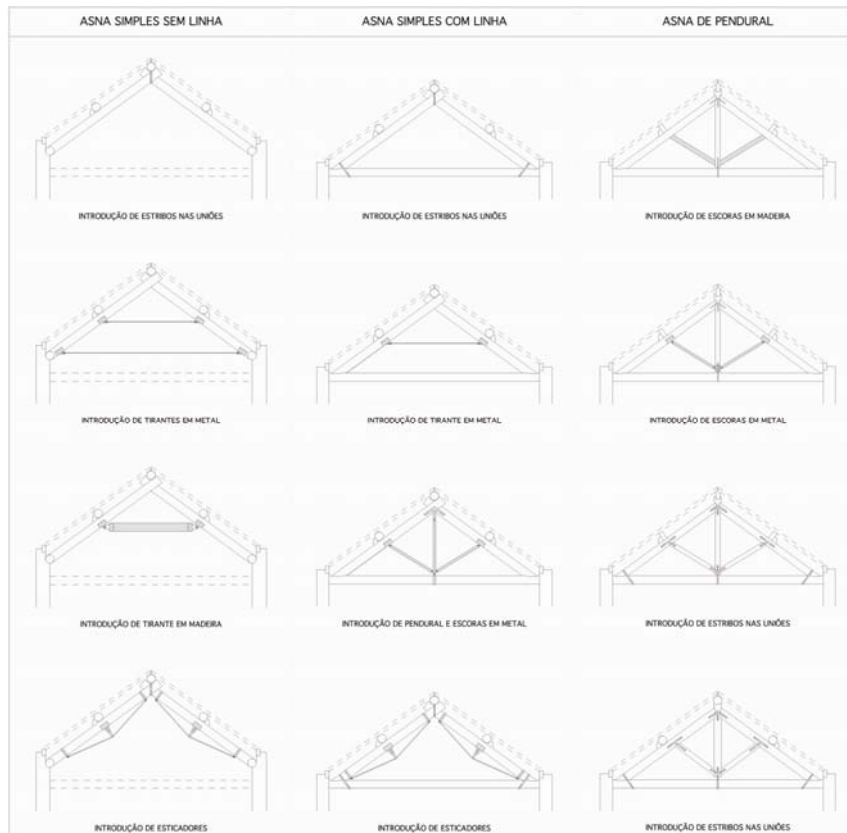 ASNA SIMPLES SEM LINHA
ASNA SIMPLES COM LINHA
ASNA DE PENDURAL
INTRODUÇÃO DE ESTRIBOS NAS UNIÕES
INTRODUÇÃO DE ESTRIBOS NAS UNIÕES
INTRODUÇÃO DE ESCORAS EM MADEIRA
INTRODUÇÃO DE TIRANTES EM METAL
INTRODUÇÃO DE TIRANTE EM METAL
INTRODUÇÃO DE ESCORAS EM METAL
INTRODUÇÃO DE TIRANTE EM MADEIRA
INTRODUÇÃO DE PENDURAL E ESCORAS EM METAL
INTRODUÇÃO DE ESTRIBOS NAS UNIÕES
INTRODUÇÃO DE ESTICADORES
INTRODUÇÃO DE ESTICADORES
INTRODUÇÃO DE ESTRIBOS NAS UNIÕES